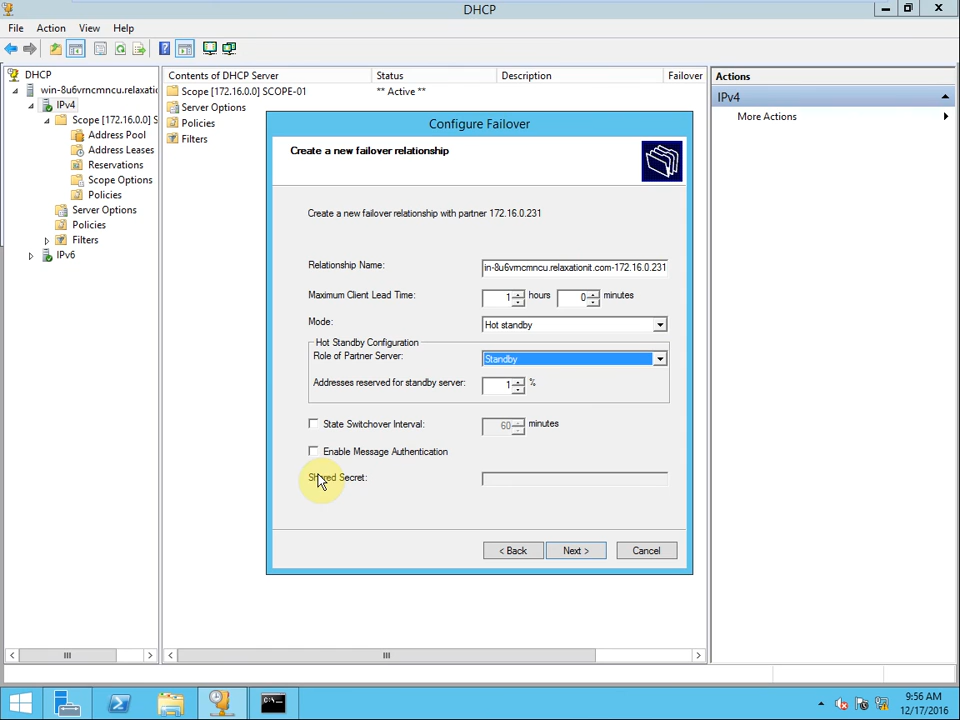 DHCP
File Action View Help
DHCP
win-8u6vrncmncu.relaxatic
IPv4
Scope [172.16.0.0] S
Address Pool
Address Leases
Reservations
Scope Options
Policies
Server Options
Policies
Filters
IPv6
Contents of DHCP Server Status Description Failover
Scope [172.16.0.0] SCOPE-01 ** Active **
Server Options
Policies
Filters
Actions
IPv4
More Actions
Configure Failover
Create a new failover relationship
Create a new failover relationship with partner 172.16.0.231
Relationship Name: in-8u6vrncmncu.relaxationit.com-172.16.0.231
Maximum Client Lead Time: 1 hours 0 minutes
Mode: Hot standby
Hot Standby Configuration
Role of Partner Server: Standby
Addresses reserved for standby server: 1 %
State Switchover Interval: 60 minutes
Enable Message Authentication
Shared Secret:
< Back Next > Cancel
9:56 AM
12/17/2016